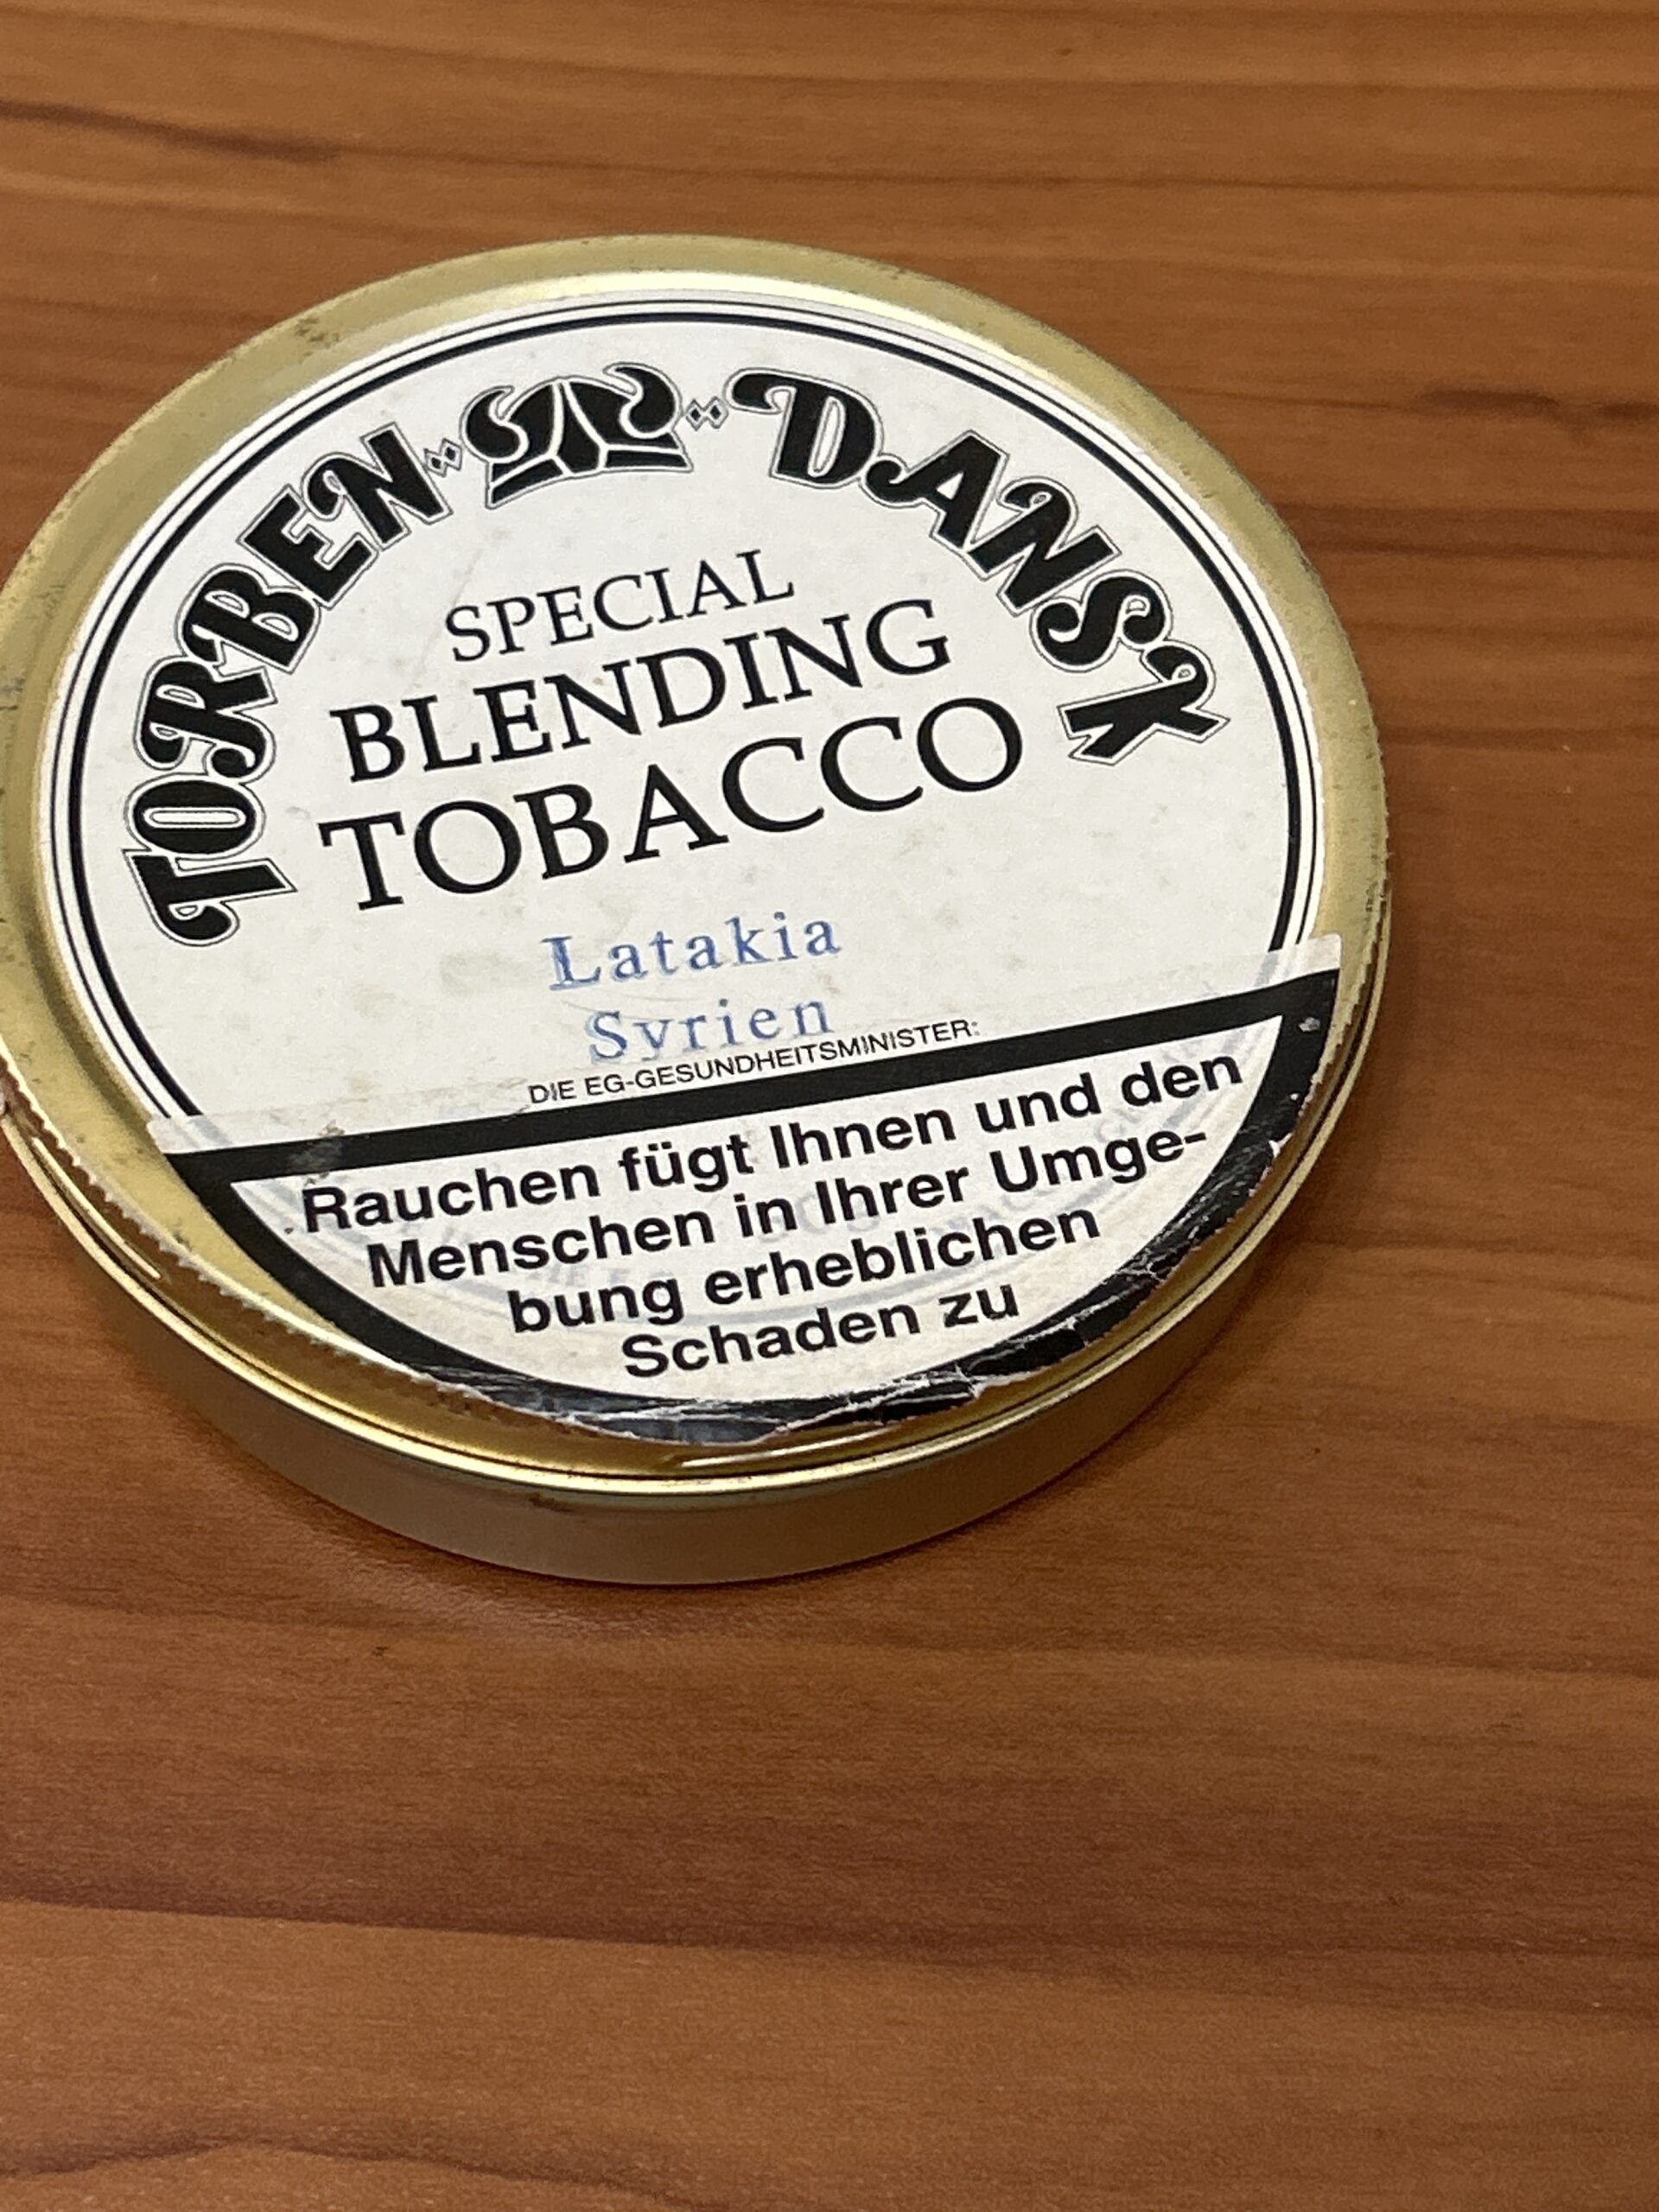 TORBEN DANSK
SPECIAL
BLENDING
TOBACCO
Latakia
Syrien
DIE EG-GESUNDHEITSMINISTER:
Rauchen fügt Ihnen und den
Menschen in Ihrer Umge-
bung erheblichen
Schaden zu